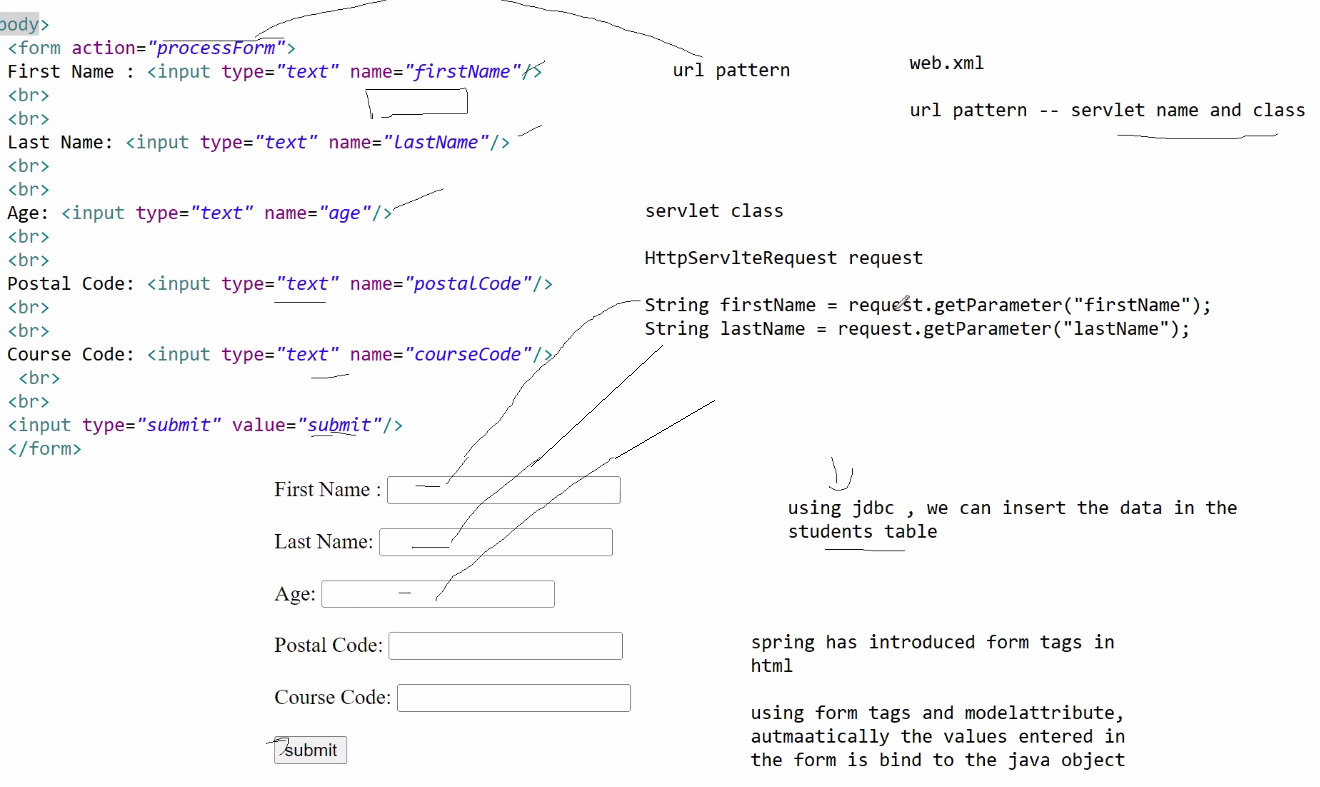 body>
<form action="processForm">
First Name : <input type="text" name="firstName"/>
<br>
<br>
Last Name: <input type="text" name="lastName"/>
<br>
<br>
Age: <input type="text" name="age"/>
<br>
<br>
Postal Code: <input type="text" name="postalCode"/>
<br>
<br>
Course Code: <input type="text" name="courseCode"/>
<br>
<br>
<input type="submit" value="submit"/>
</form>
First Name :
Last Name:
Age:
Postal Code:
Course Code:
submit
url pattern
web.xml
url pattern -- servlet name and class
servlet class
HttpServlteRequest request
String firstName = request.getParameter("firstName");
String lastName = request.getParameter("lastName");
using jdbc , we can insert the data in the
students table
spring has introduced form tags in
html
using form tags and modelattribute,
autmaatically the values entered in
the form is bind to the java object